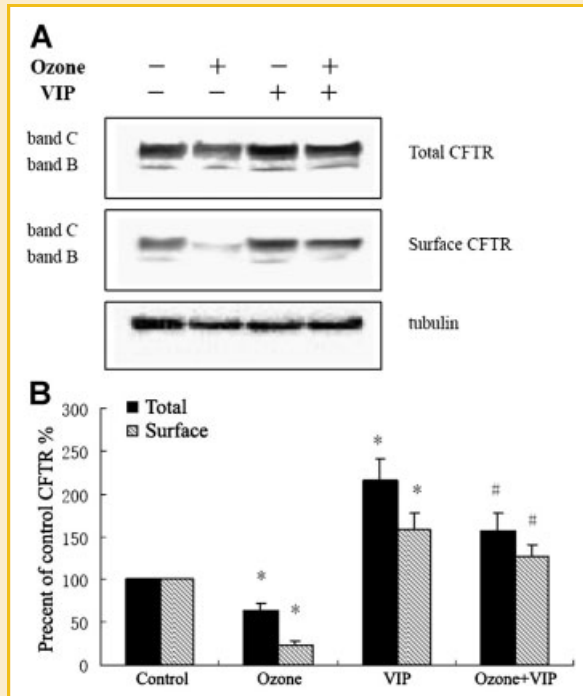 A
Ozone − + − +
VIP − − + +
band C
band B
Total CFTR
band C
band B
Surface CFTR
tubulin
B
Precent of control CFTR %
300
250
200
150
100
50
0
Total
Surface
* * * * # #
Control Ozone VIP Ozone+VIP